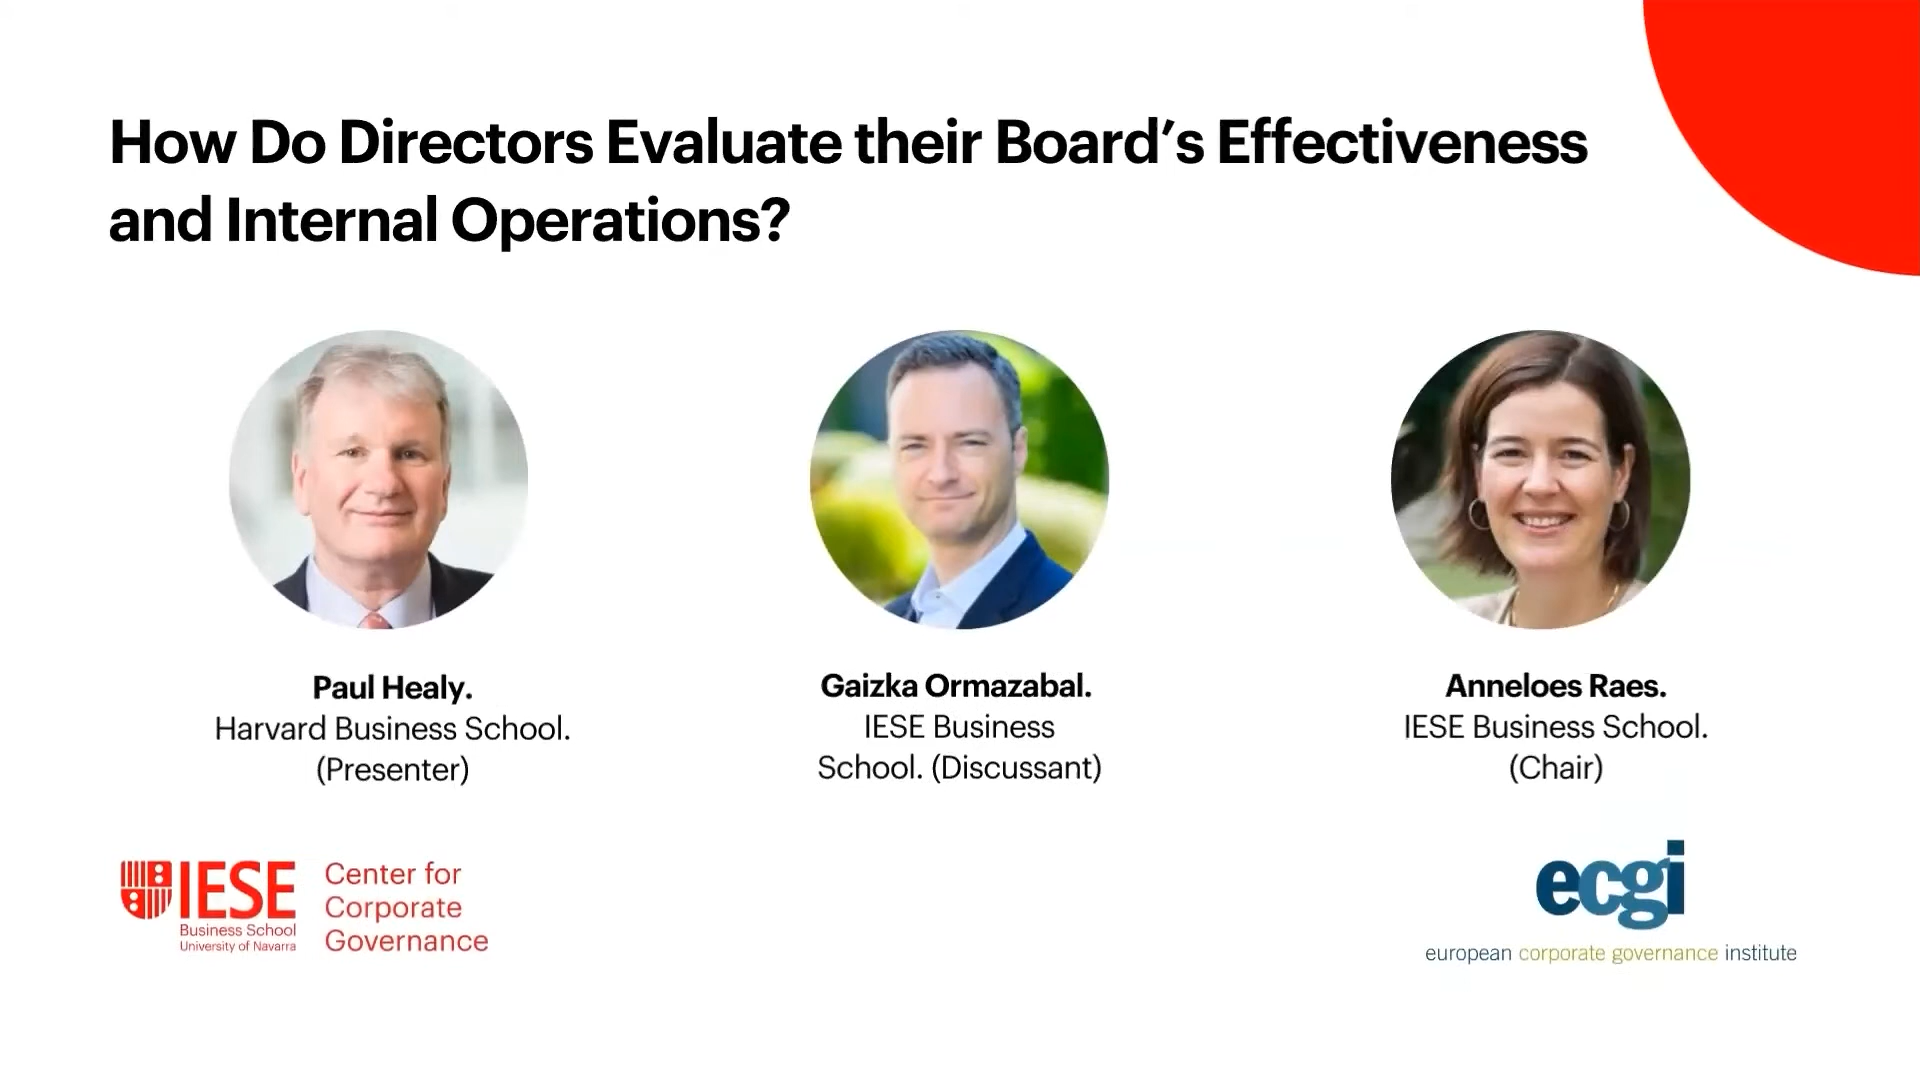 How Do Directors Evaluate their Board’s Effectiveness
and Internal Operations?
Paul Healy.
Harvard Business School.
(Presenter)
Gaizka Ormazabal.
IESE Business
School. (Discussant)
Anneloes Raes.
IESE Business School.
(Chair)
IESE
Business School
University of Navarra
Center for
Corporate
Governance
ecgi
european corporate governance institute